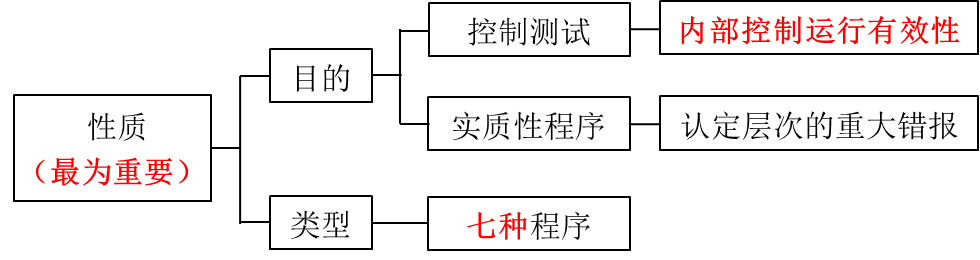 性质
（最为重要）
目的
控制测试
内部控制运行有效性
实质性程序
认定层次的重大错报
类型
七种程序